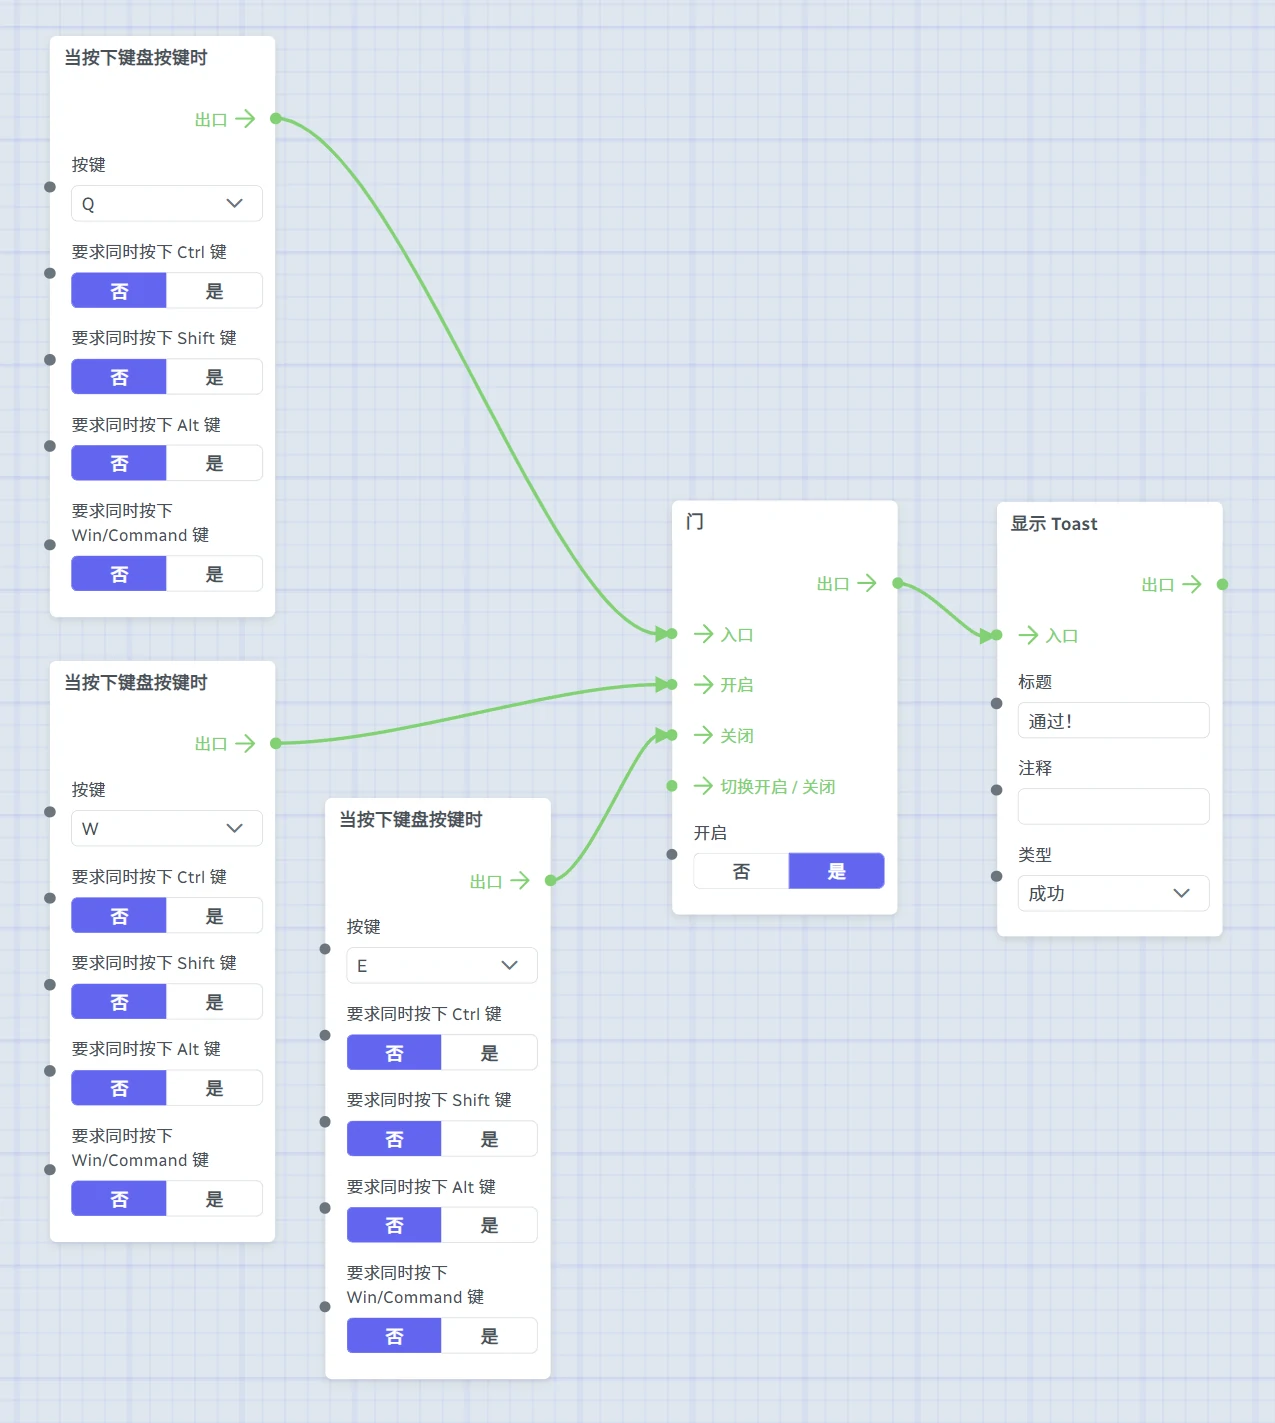 当按下键盘按键时
出口
按键
Q
要求同时按下 Ctrl 键
否 是
要求同时按下 Shift 键
否 是
要求同时按下 Alt 键
否 是
要求同时按下
Win/Command 键
否 是
当按下键盘按键时
出口
按键
W
要求同时按下 Ctrl 键
否 是
要求同时按下 Shift 键
否 是
要求同时按下 Alt 键
否 是
要求同时按下
Win/Command 键
否 是
当按下键盘按键时
出口
按键
E
要求同时按下 Ctrl 键
否 是
要求同时按下 Shift 键
否 是
要求同时按下 Alt 键
否 是
要求同时按下
Win/Command 键
否 是
门
出口
入口
开启
关闭
切换开启 / 关闭
开启
否 是
显示 Toast
出口
入口
标题
通过！
注释
类型
成功